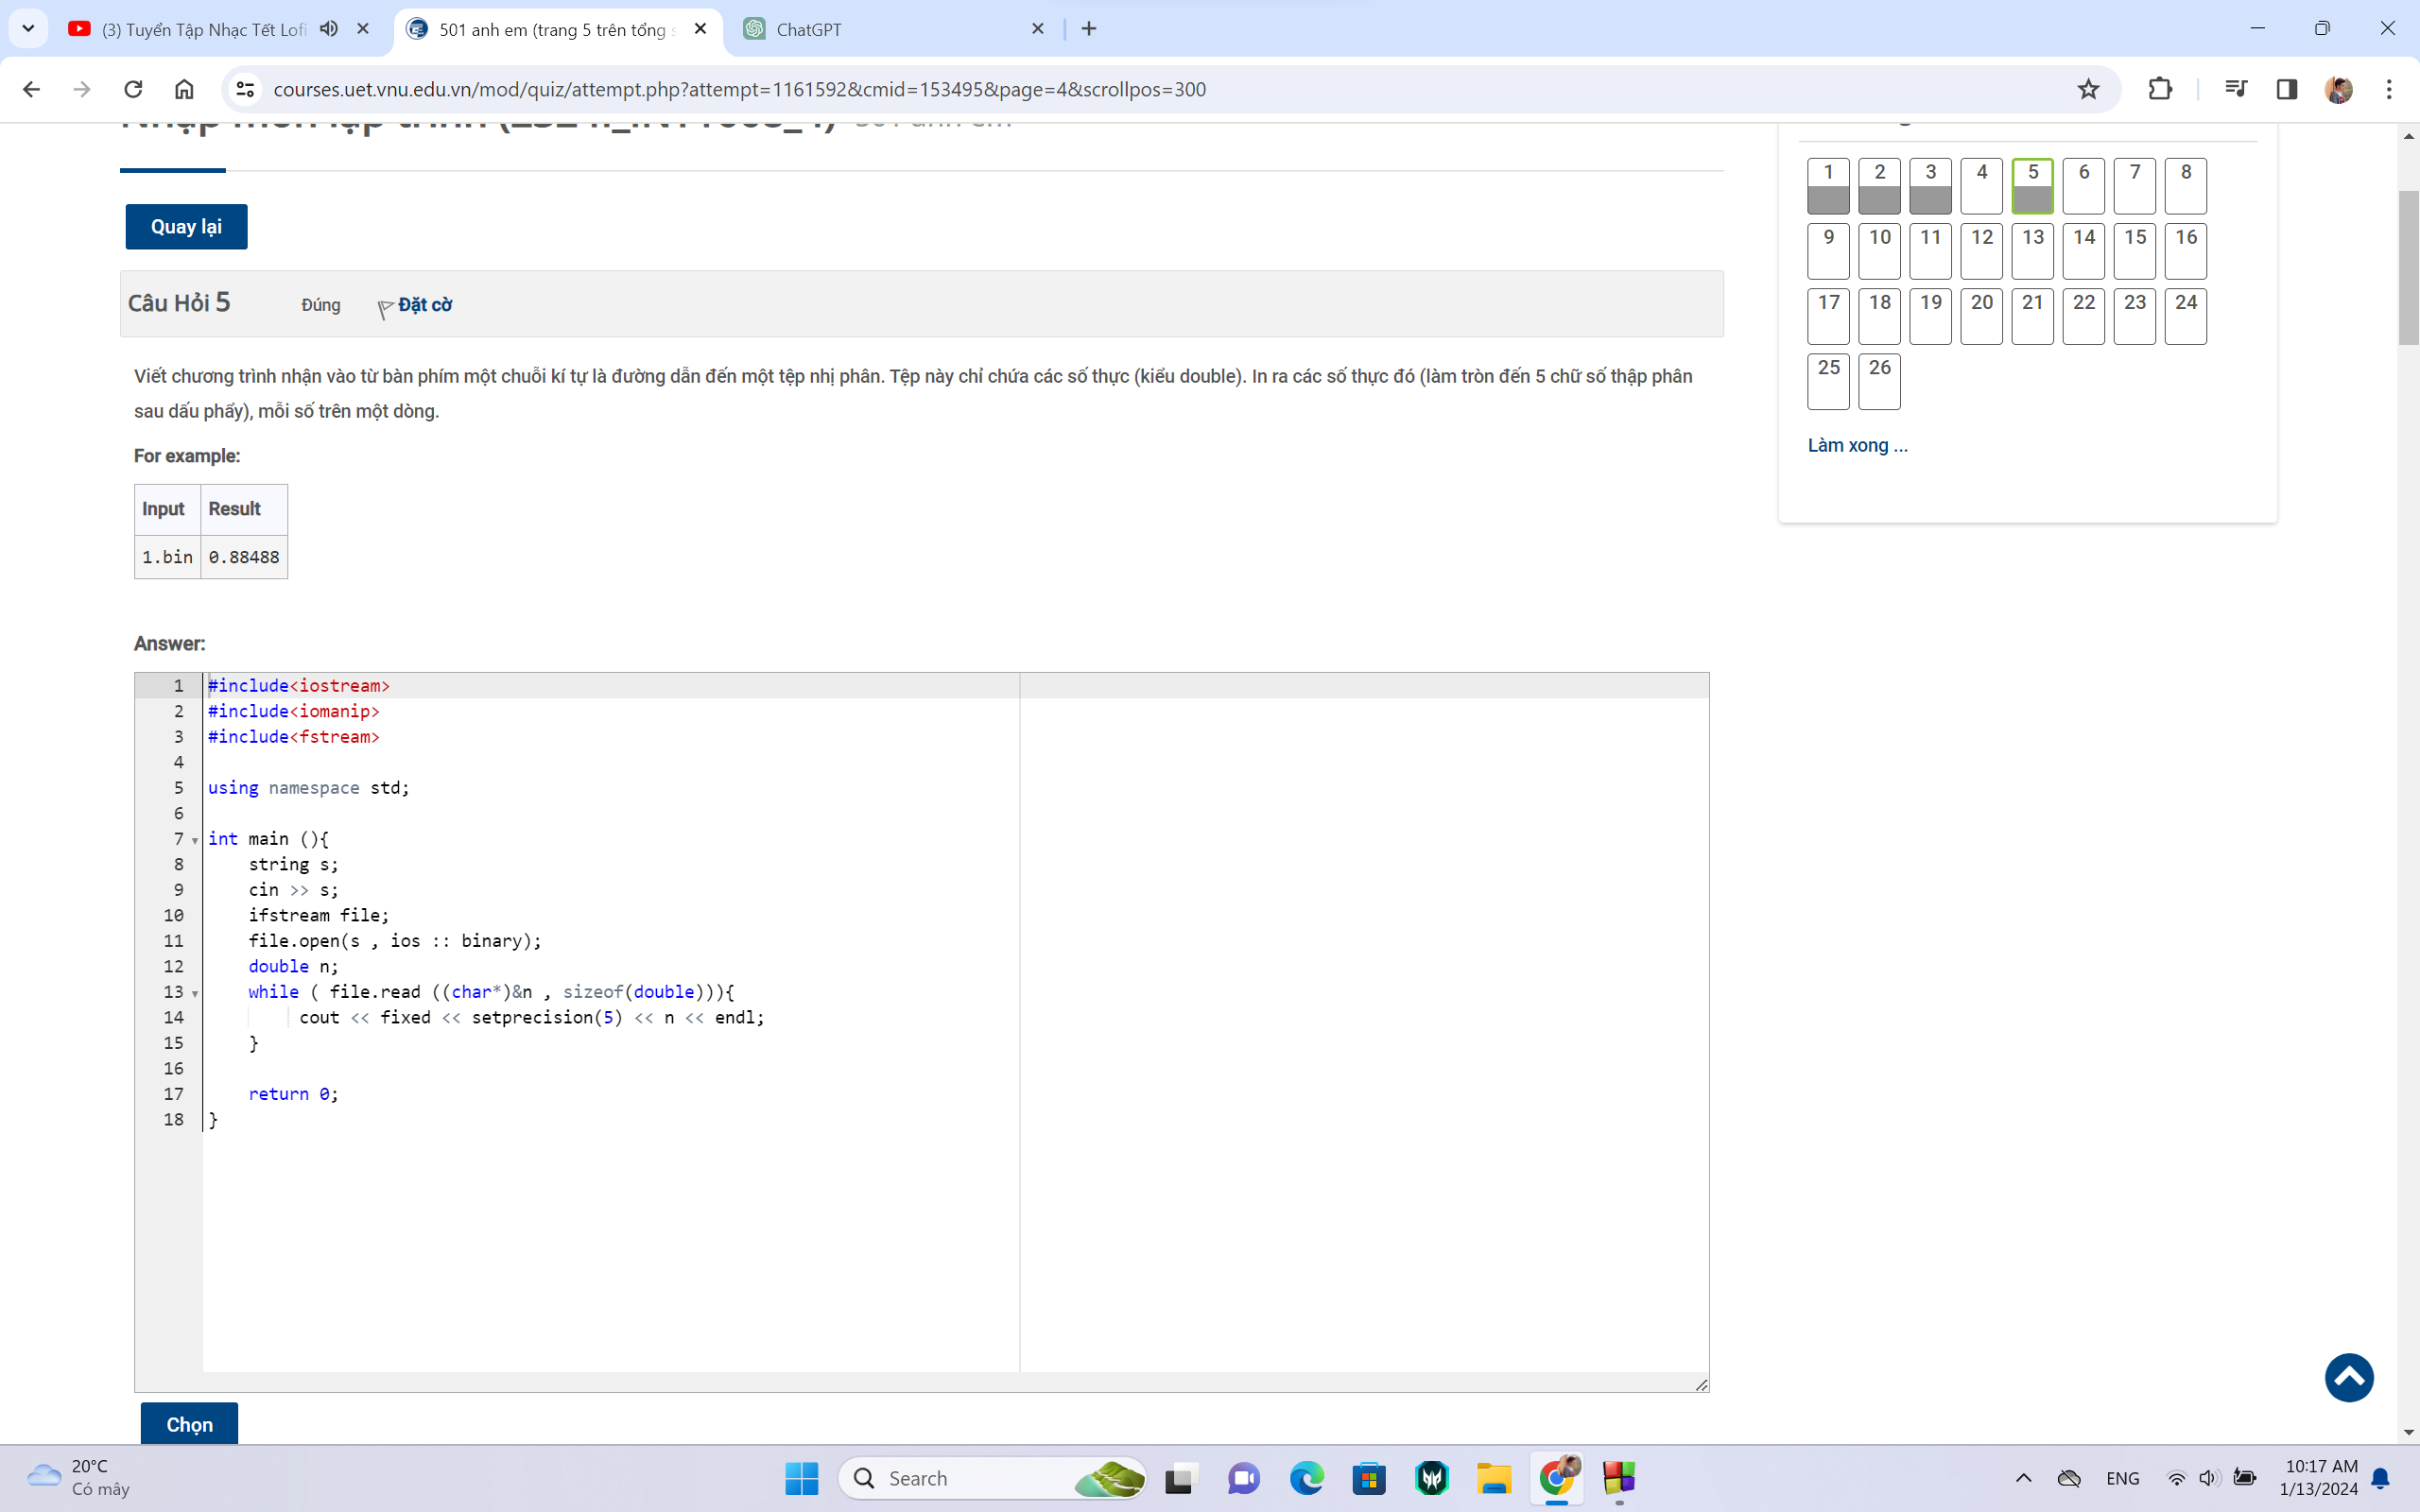 (3) Tuyển Tập Nhạc Tết Lofi
501 anh em (trang 5 trên tổng s
ChatGPT
courses.uet.vnu.edu.vn/mod/quiz/attempt.php?attempt=1161592&cmid=153495&page=4&scrollpos=300
Quay lại
Câu Hỏi 5
Đúng
Đặt cờ
Viết chương trình nhận vào từ bàn phím một chuỗi kí tự là đường dẫn đến một tệp nhị phân. Tệp này chỉ chứa các số thực (kiểu double). In ra các số thực đó (làm tròn đến 5 chữ số thập phân
sau dấu phẩy), mỗi số trên một dòng.
For example:
Input Result
1.bin 0.88488
Answer:
1 #include<iostream>
2 #include<iomanip>
3 #include<fstream>
4
5 using namespace std;
6
7 int main (){
8 string s;
9 cin >> s;
10 ifstream file;
11 file.open(s , ios :: binary);
12 double n;
13 while ( file.read ((char*)&n , sizeof(double))){
14 cout << fixed << setprecision(5) << n << endl;
15 }
16
17 return 0;
18 }
Chọn
1 2 3 4 5 6 7 8
9 10 11 12 13 14 15 16
17 18 19 20 21 22 23 24
25 26
Làm xong ...
20°C
Có mây
Search
ENG
10:17 AM
1/13/2024